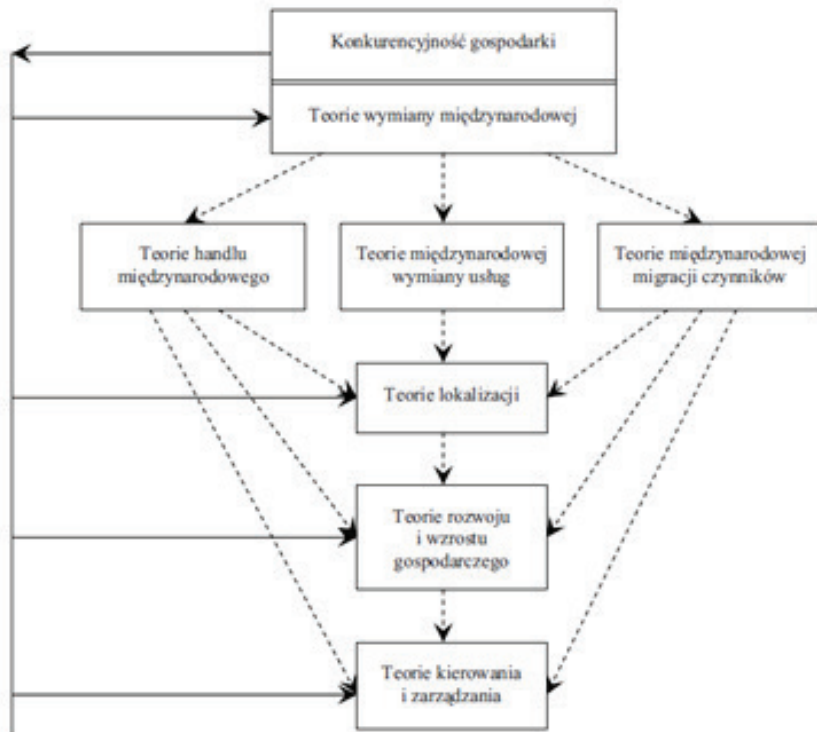 Konkurencyjność gospodarki
Teorie wymiany międzynarodowej
Teorie handlu
międzynarodowego
Teorie międzynarodowej
wymiany usług
Teorie międzynarodowej
migracji czynników
Teorie lokalizacji
Teorie rozwoju
i wzrostu
gospodarczego
Teorie kierowania
i zarządzania